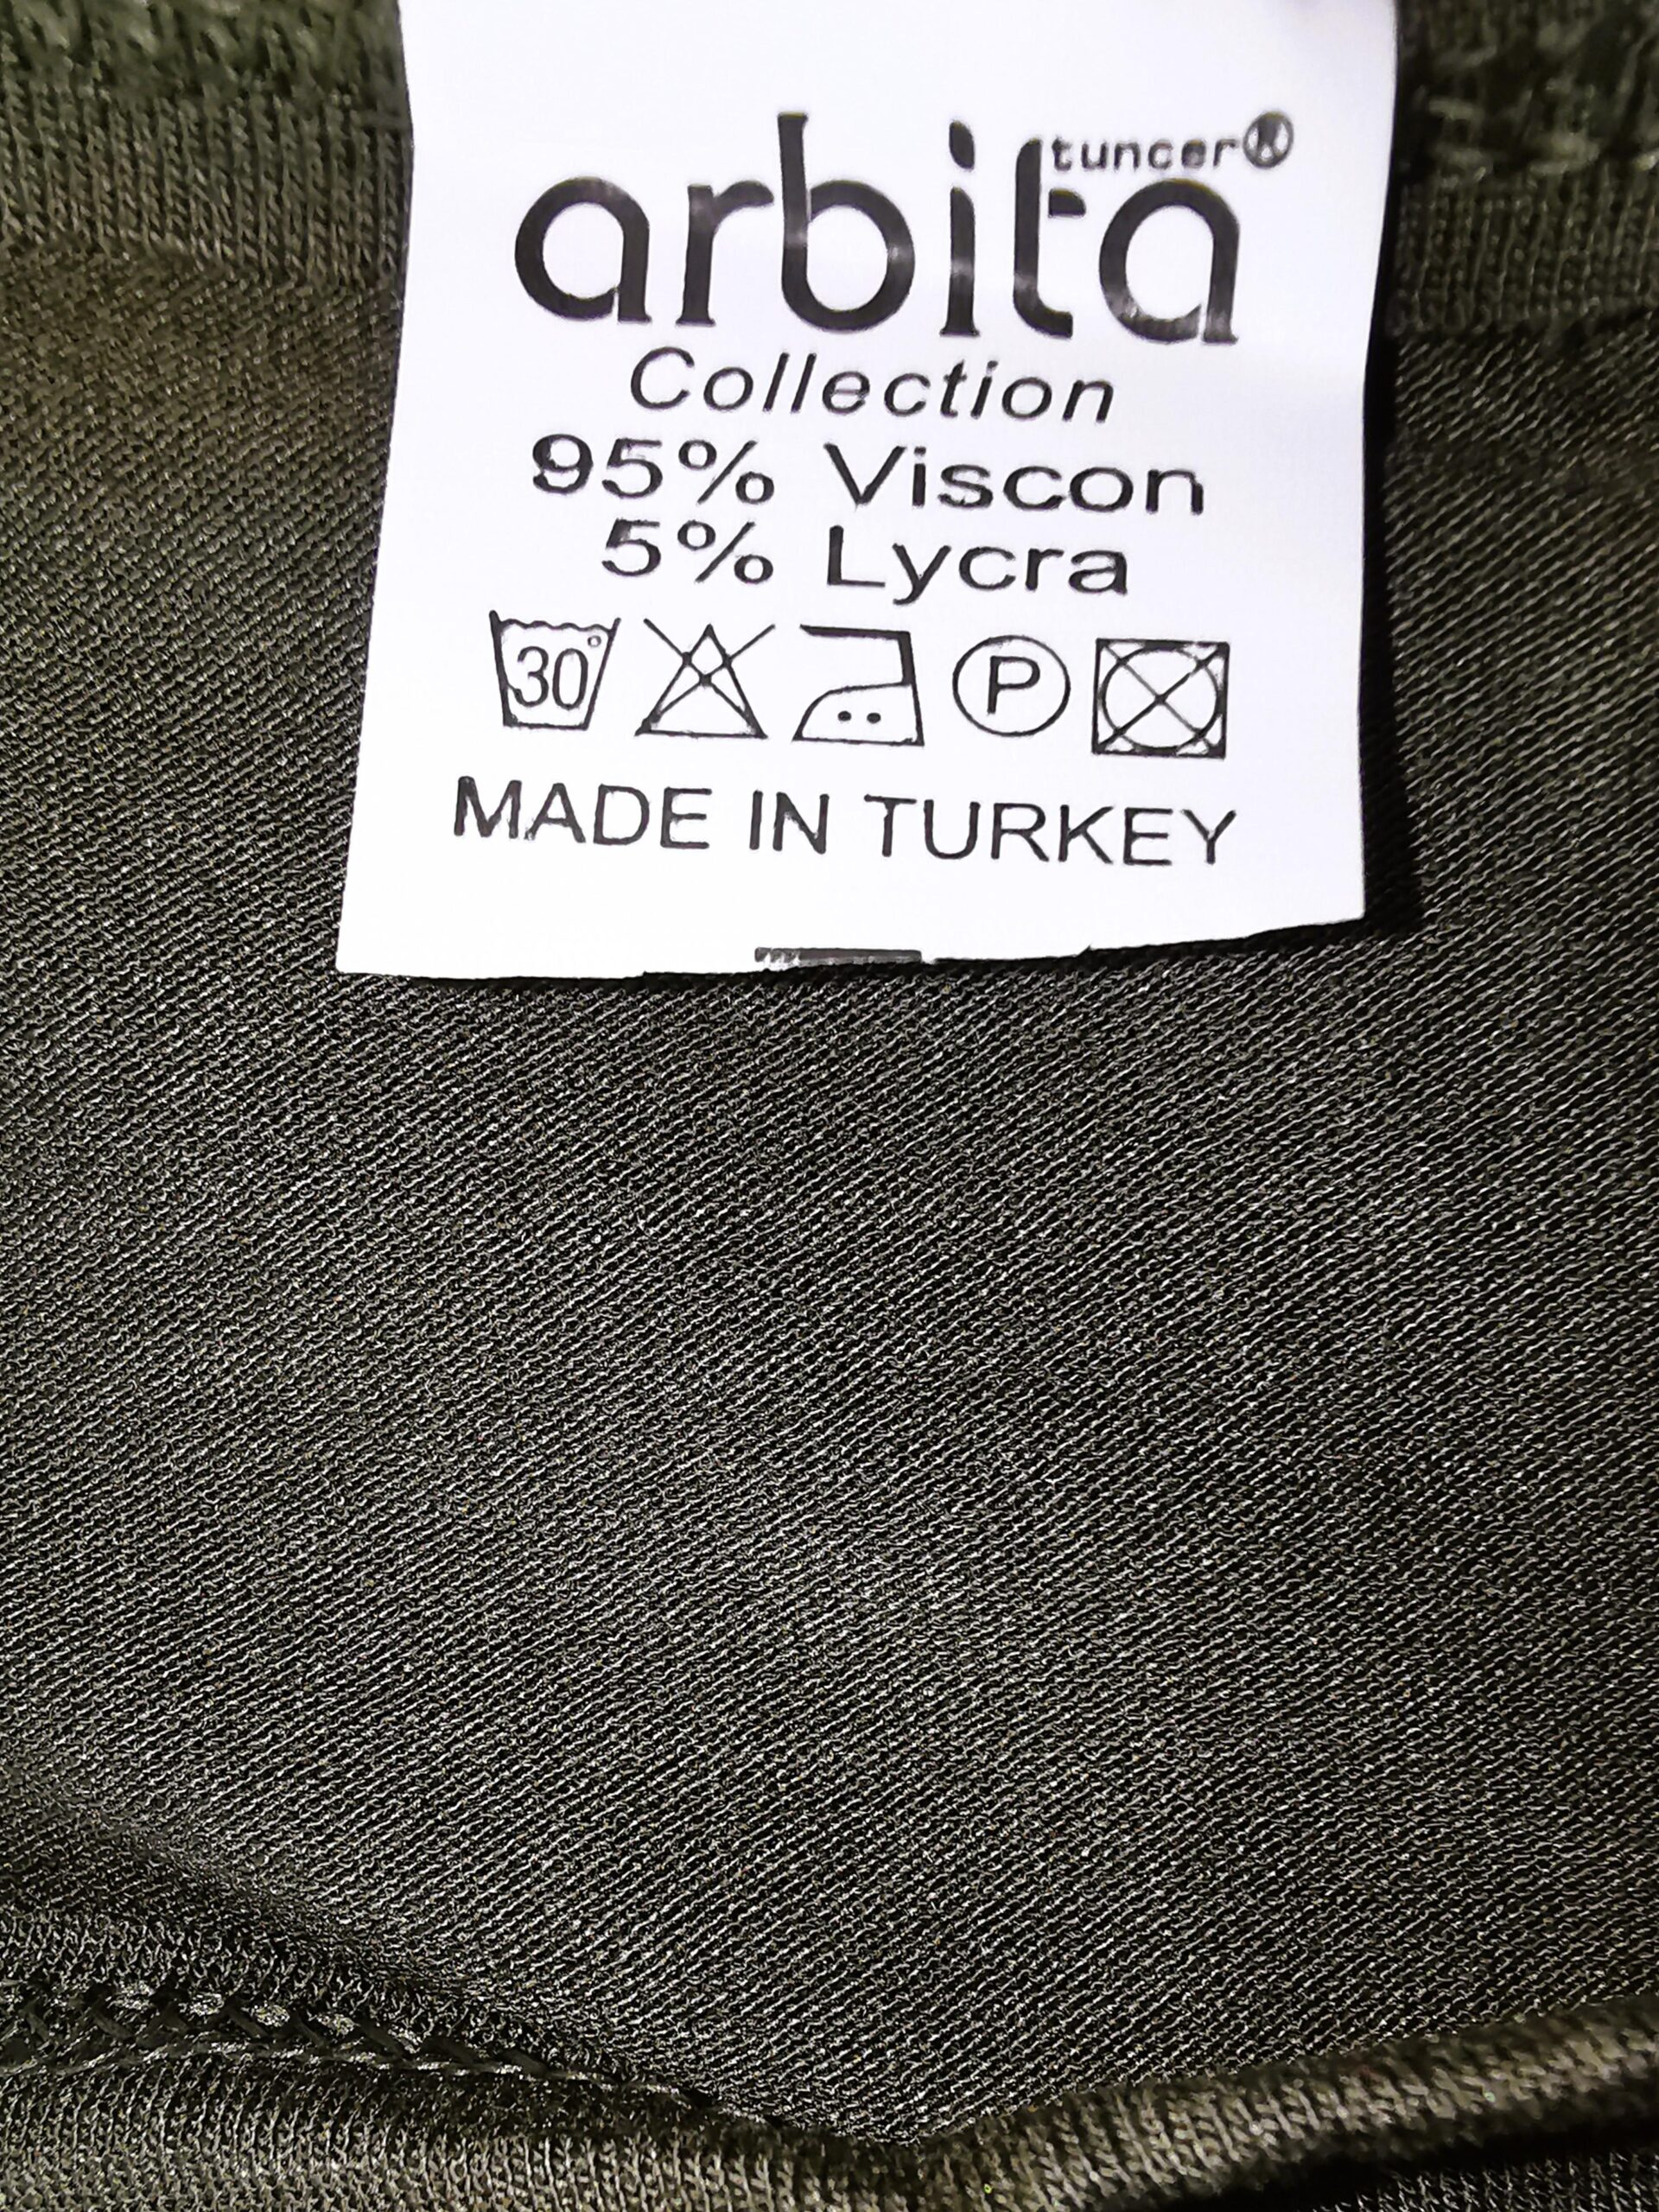 tuncer®
arbita
Collection
95% Viscon
5% Lycra
30° P
MADE IN TURKEY